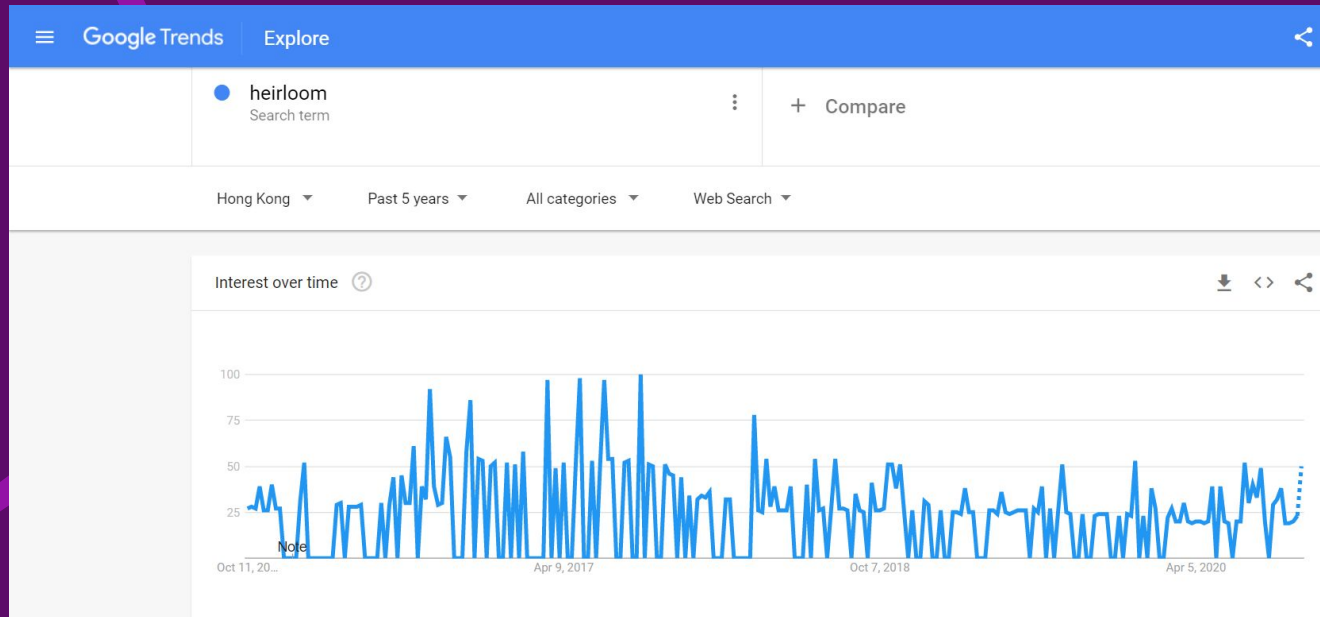 Google Trends Explore
heirloom
Search term
+ Compare
Hong Kong Past 5 years All categories Web Search
Interest over time ?
100
75
50
25
Note
Oct 11, 20... Apr 9, 2017 Oct 7, 2018 Apr 5, 2020